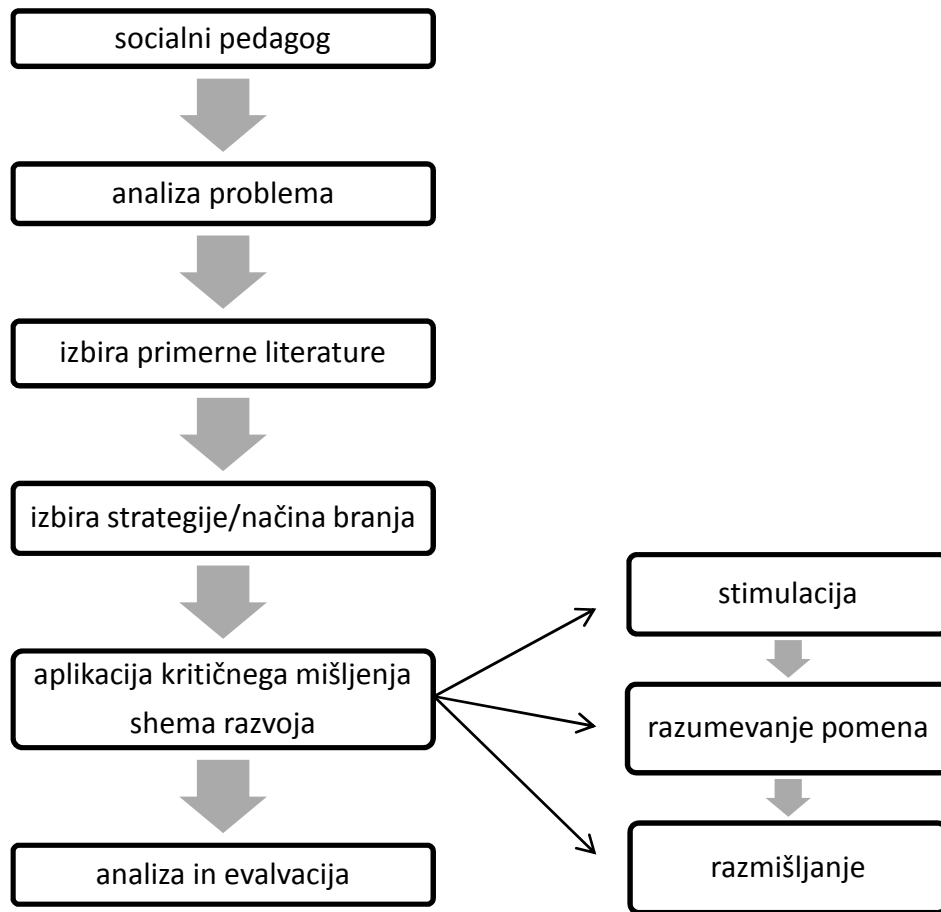 socialni pedagog
analiza problema
izbira primerne literature
izbira strategije/načina branja
aplikacija kritičnega mišljenja
shema razvoja
analiza in evalvacija
stimulacija
razumevanje pomena
razmišljanje